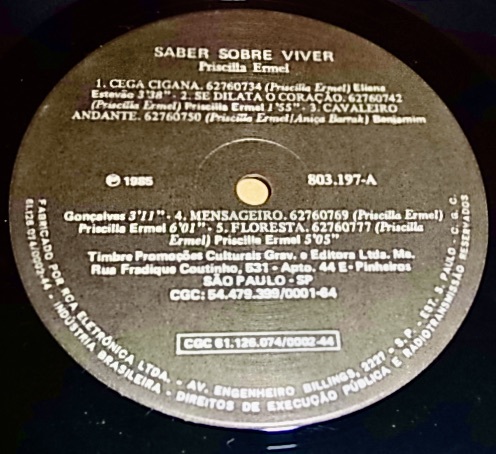 SABER SOBRE VIVER
Priscilla Ermel
1. CEGA CIGANA. 62760734 (Priscilla Ermel) Eliana
Estevão 3'38" - 2. SE DILATA O CORAÇÃO. 62760742
(Priscilla Ermel) Priscilla Ermel 1'55" - 3. CAVALEIRO
ANDANTE. 62760750 (Priscilla Ermel/Aniça Barrak) Benjamim
℗ 1985
803.197-A
Gonçalves 3'11" - 4. MENSAGEIRO. 62760769 (Priscilla Ermel)
Priscilla Ermel 6'01" - 5. FLORESTA. 62760777 (Priscilla
Ermel) Priscilla Ermel 5'05"
Timbre Promoções Culturais Grav. e Editora Ltda. Me.
Rua Fradique Coutinho, 531 - Apto. 44 E - Pinheiros
SÃO PAULO - SP
CGC: 54.479.399/0001-64
CGC 61.126.074/0002-44
FABRICADO POR RCA ELETRÔNICA LTDA. - AV. ENGENHEIRO BILLINGS, 2227 - S.P. - EST. S. PAULO - C.G.C.
61.126.074/0002-44 - INDÚSTRIA BRASILEIRA - DIREITOS DE EXECUÇÃO PÚBLICA E RADIOTRANSMISSÃO RESERVADOS